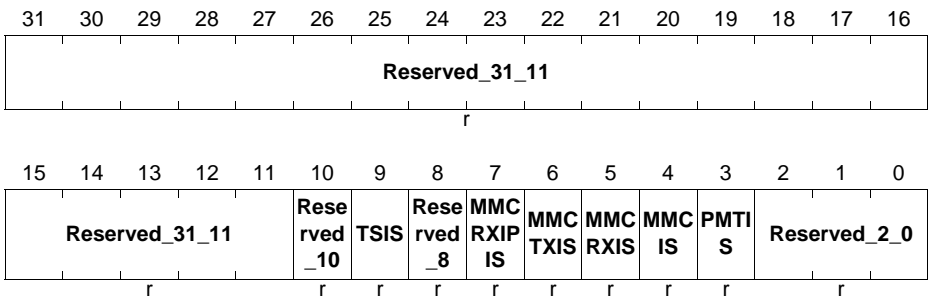 31 30 29 28 27 26 25 24 23 22 21 20 19 18 17 16
Reserved_31_11
r
15 14 13 12 11 10 9 8 7 6 5 4 3 2 1 0
Reserved_31_11
Rese
rved
_10
TSIS
Rese
rved
_8
MMC
RXIP
IS
MMC
TXIS
MMC
RXIS
MMC
IS
PMTI
S
Reserved_2_0
r r r r r r r r r r